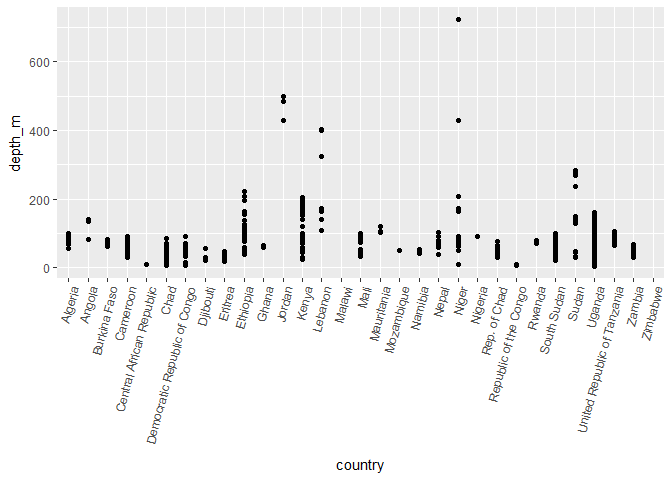 depth_m
600
400
200
0
Algeria
Angola
Burkina Faso
Cameroon
Central African Republic
Chad
Democratic Republic of Congo
Djibouti
Eritrea
Ethiopia
Ghana
Jordan
Kenya
Lebanon
Malawi
Mali
Mauritania
Mozambique
Namibia
Nepal
Niger
Nigeria
Rep. of Chad
Republic of the Congo
Rwanda
South Sudan
Sudan
Uganda
United Republic of Tanzania
Zambia
Zimbabwe
country